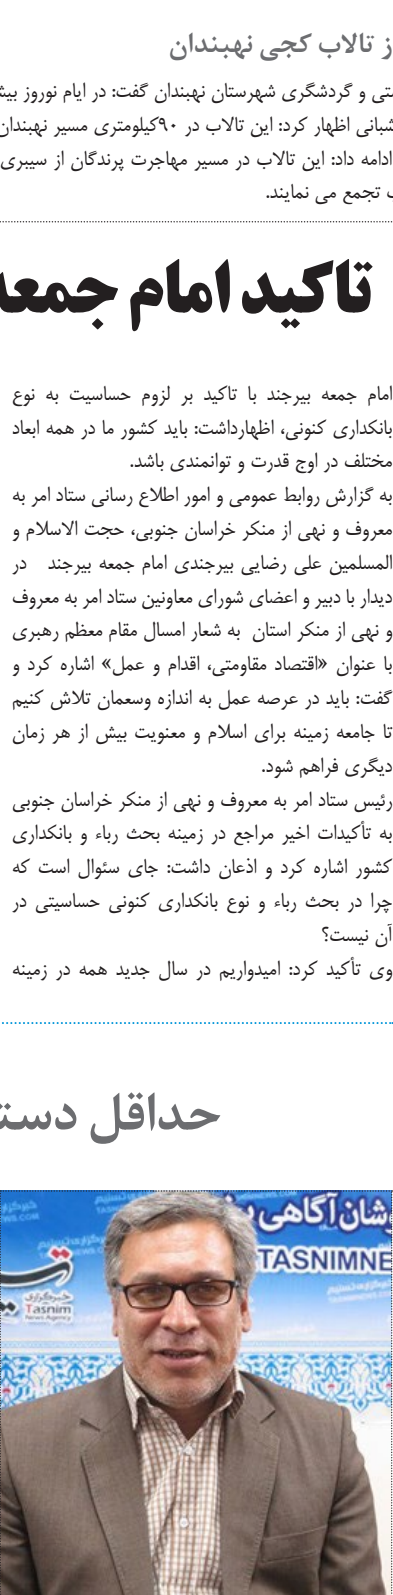 ز تالاب کجی نهبندان
ستی و گردشگری شهرستان نهبندان گفت: در ایام نوروز بیش
شبانی اظهار کرد: این تالاب در ۹۰کیلومتری مسیر نهبندان
ادامه داد: این تالاب در مسیر مهاجرت پرندگان از سیبری
ب تجمع می نمایند.
تاکید امام جمعه
امام جمعه بیرجند با تاکید بر لزوم حساسیت به نوع
بانکداری کنونی، اظهارداشت: باید کشور ما در همه ابعاد
مختلف در اوج قدرت و توانمندی باشد.
به گزارش روابط عمومی و امور اطلاع رسانی ستاد امر به
معروف و نهی از منکر خراسان جنوبی، حجت الاسلام و
المسلمین علی رضایی بیرجندی امام جمعه بیرجند در
دیدار با دبیر و اعضای شورای معاونین ستاد امر به معروف
و نهی از منکر استان به شعار امسال مقام معظم رهبری
با عنوان «اقتصاد مقاومتی، اقدام و عمل» اشاره کرد و
گفت: باید در عرصه عمل به اندازه وسعمان تلاش کنیم
تا جامعه زمینه برای اسلام و معنویت بیش از هر زمان
دیگری فراهم شود.
رئیس ستاد امر به معروف و نهی از منکر خراسان جنوبی
به تأکیدات اخیر مراجع در زمینه بحث رباء و بانکداری
کشور اشاره کرد و اذعان داشت: جای سئوال است که
چرا در بحث رباء و نوع بانکداری کنونی حساسیتی در
آن نیست؟
وی تأکید کرد: امیدواریم در سال جدید همه در زمینه
حداقل دست
شان آگاهی بخ
TASNIMNE
خبرگزاری
Tasnim
News Agency